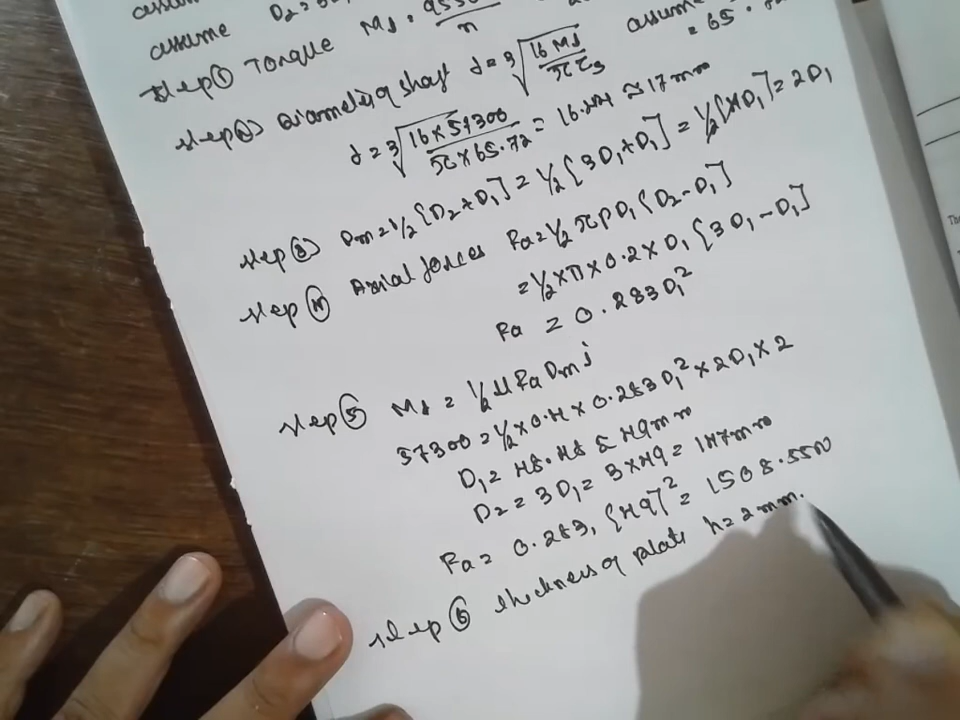 assume D2 =
step ① Torque Mt = 9550 / n
assume
step ② Diameter of shaft d = 3√(16 Mt / πτs)
= 65.72
d = 3√(16 × 57300 / π × 65.72) = 16.44 ≈ 17 mm
step ③ Dm = 1/2 {D2 + D1} = 1/2 {3D1 + D1} = 1/2 {4D1} = 2D1
step ④ Axial forces Fa = 1/2 πPD1 {D2 - D1}
= 1/2 × π × 0.2 × D1 {3D1 - D1}
Fa = 0.283 D1²
step ⑤ Mt = 1/2 μ Fa Dm i
57300 = 1/2 × 0.4 × 0.283 D1² × 2D1 × 2
D1 = 48.48 ≈ 49 mm
D2 = 3D1 = 3 × 49 = 147 mm
Fa = 0.283, {49}² = 1508.55 N
step ⑥ thickness of plate h = 2 mm.